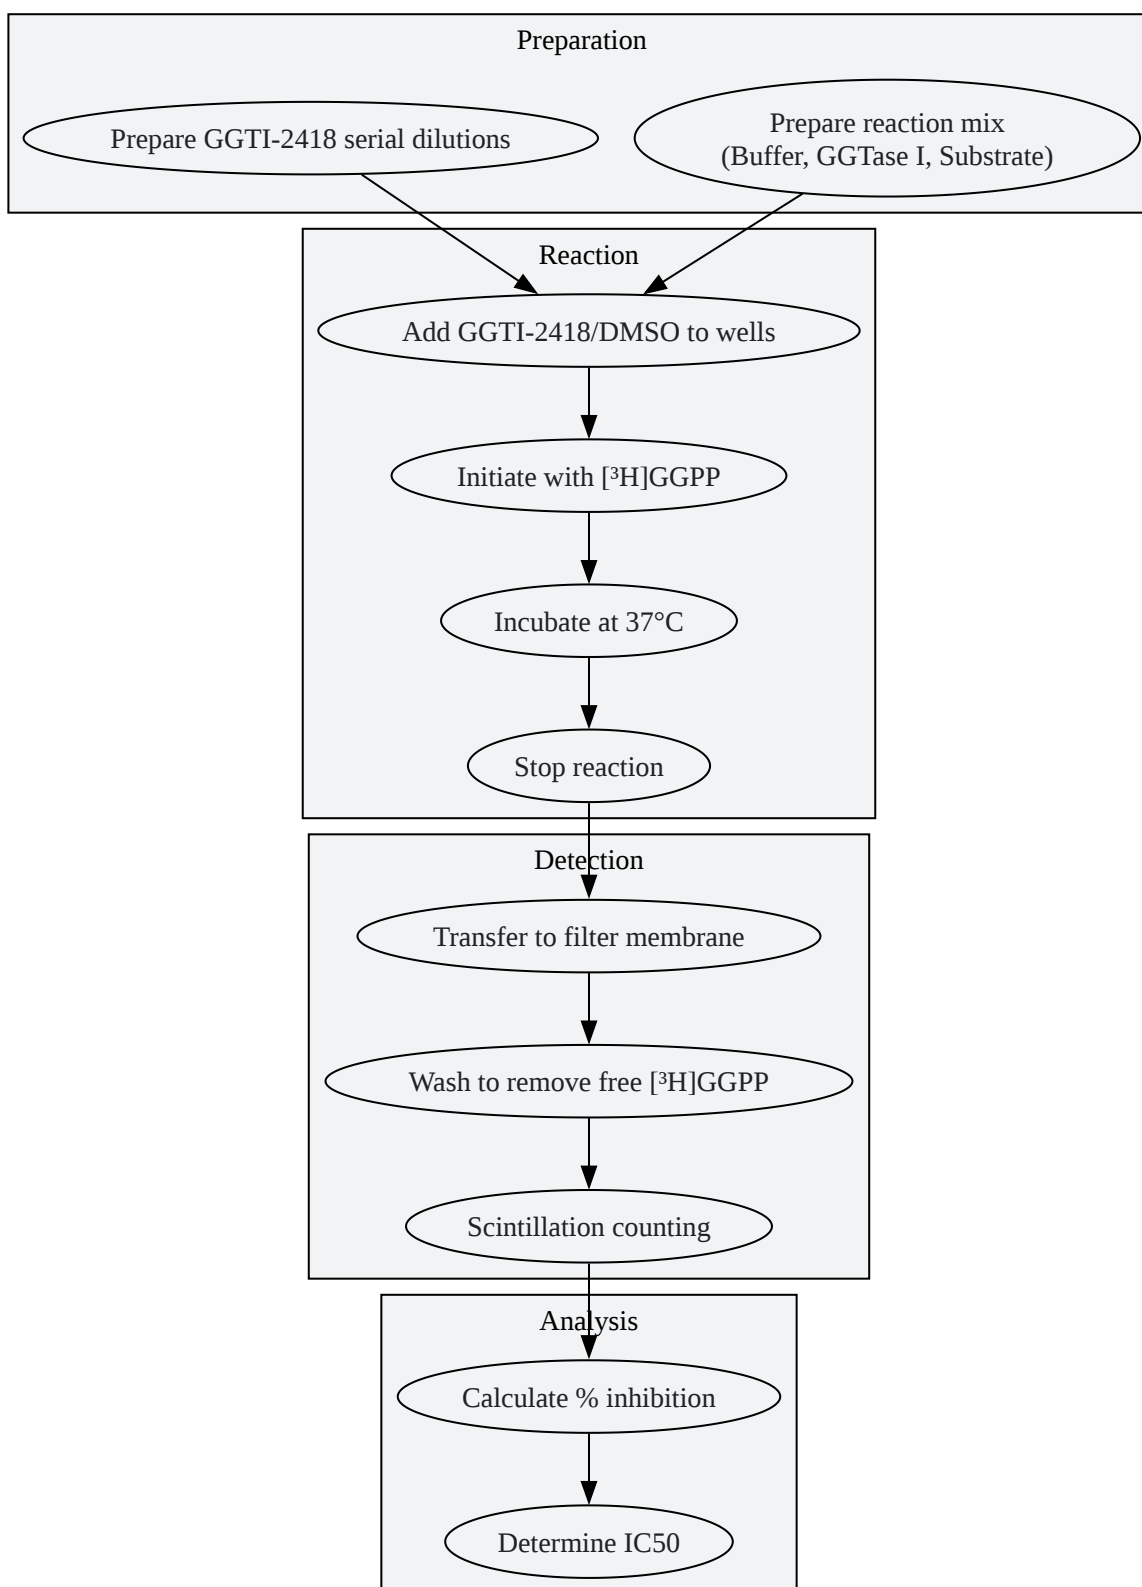 Preparation
Prepare GGTI-2418 serial dilutions
Prepare reaction mix
(Buffer, GGTase I, Substrate)
Reaction
Add GGTI-2418/DMSO to wells
Initiate with [³H]GGPP
Incubate at 37°C
Stop reaction
Detection
Transfer to filter membrane
Wash to remove free [³H]GGPP
Scintillation counting
Analysis
Calculate % inhibition
Determine IC50